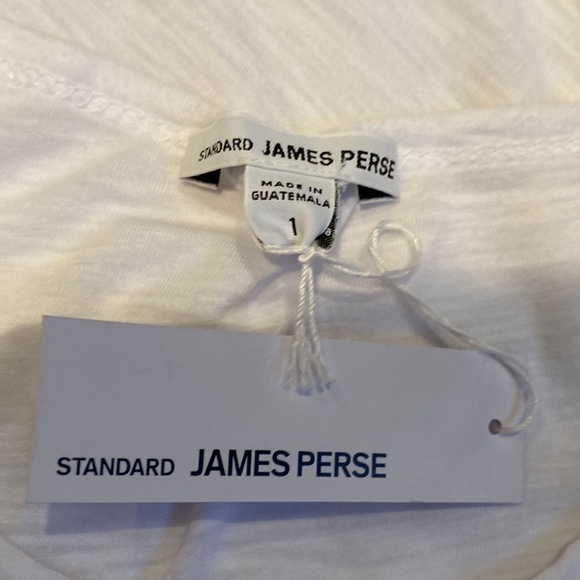 STANDARD JAMES PERSE
MADE IN
GUATEMALA
1
STANDARD JAMES PERSE